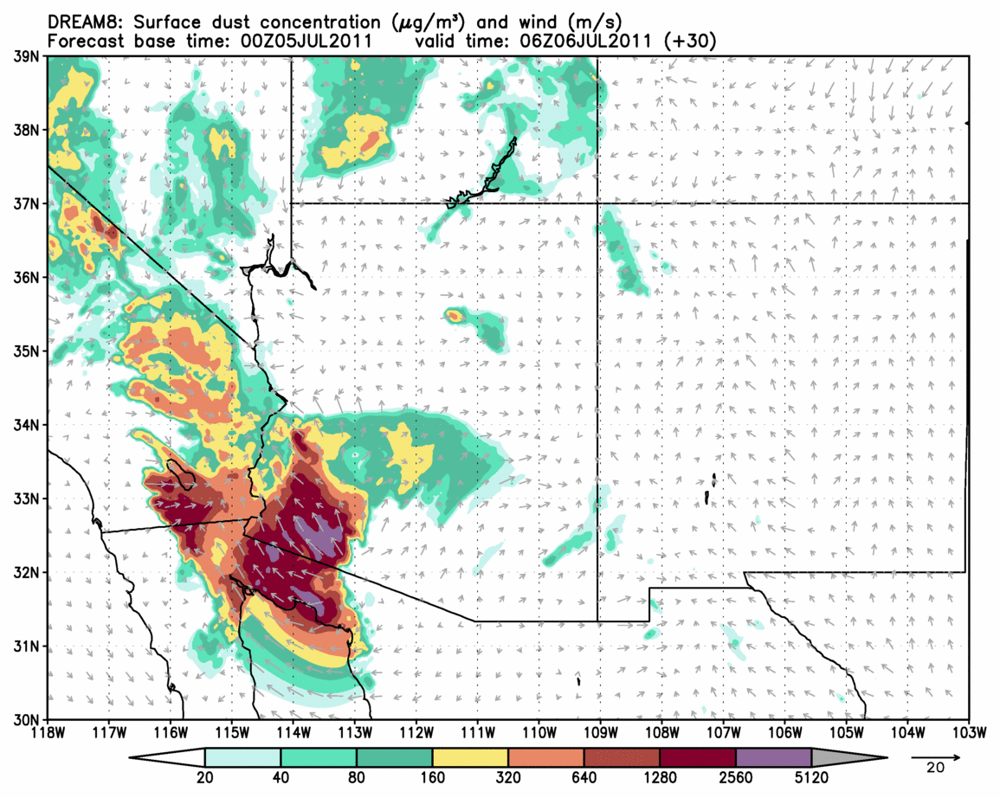 DREAM8: Surface dust concentration (μg/m³) and wind (m/s)
Forecast base time: 00Z05JUL2011 valid time: 06Z06JUL2011 (+30)
39N
38N
37N
36N
35N
34N
33N
32N
31N
30N
118W 117W 116W 115W 114W 113W 112W 111W 110W 109W 108W 107W 106W 105W 104W 103W
20 40 80 160 320 640 1280 2560 5120
20